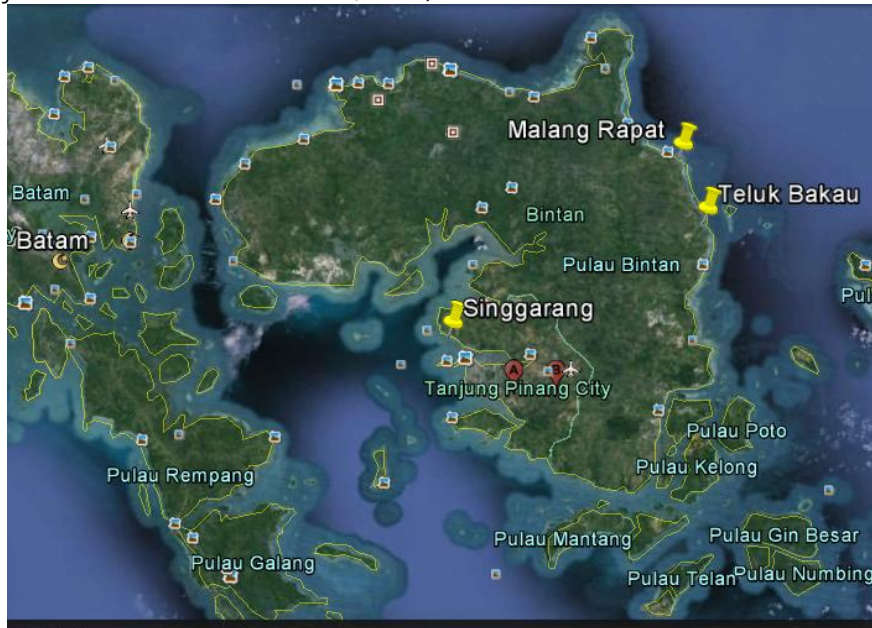 Malang Rapat
Batam
Teluk Bakau
Bintan
Batam
Pulau Bintan
Pul
Singgarang
A
B
Tanjung Pinang City
Pulau Poto
Pulau Kelong
Pulau Rempang
Pulau Mantang
Pulau Gin Besar
Pulau Galang
Pulau Telan
Pulau Numbing